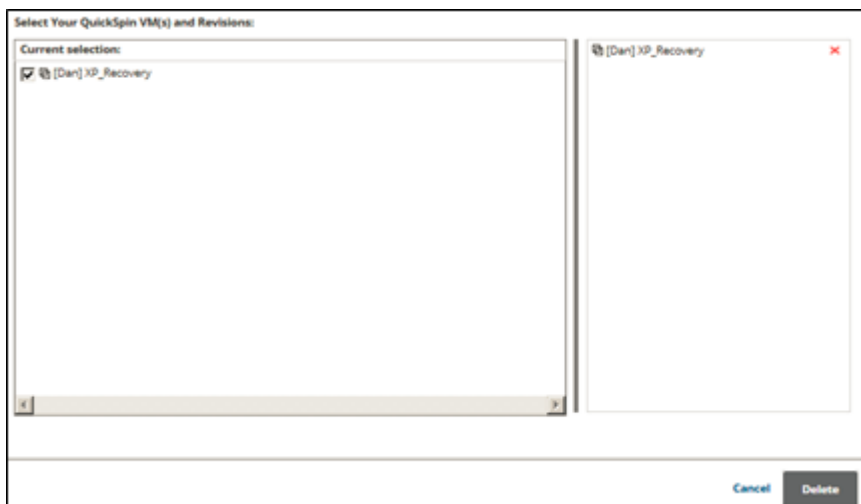 Select Your QuickSpin VM(s) and Revisions:
Current selection:
[Dan] XP_Recovery
[Dan] XP_Recovery
Cancel
Delete